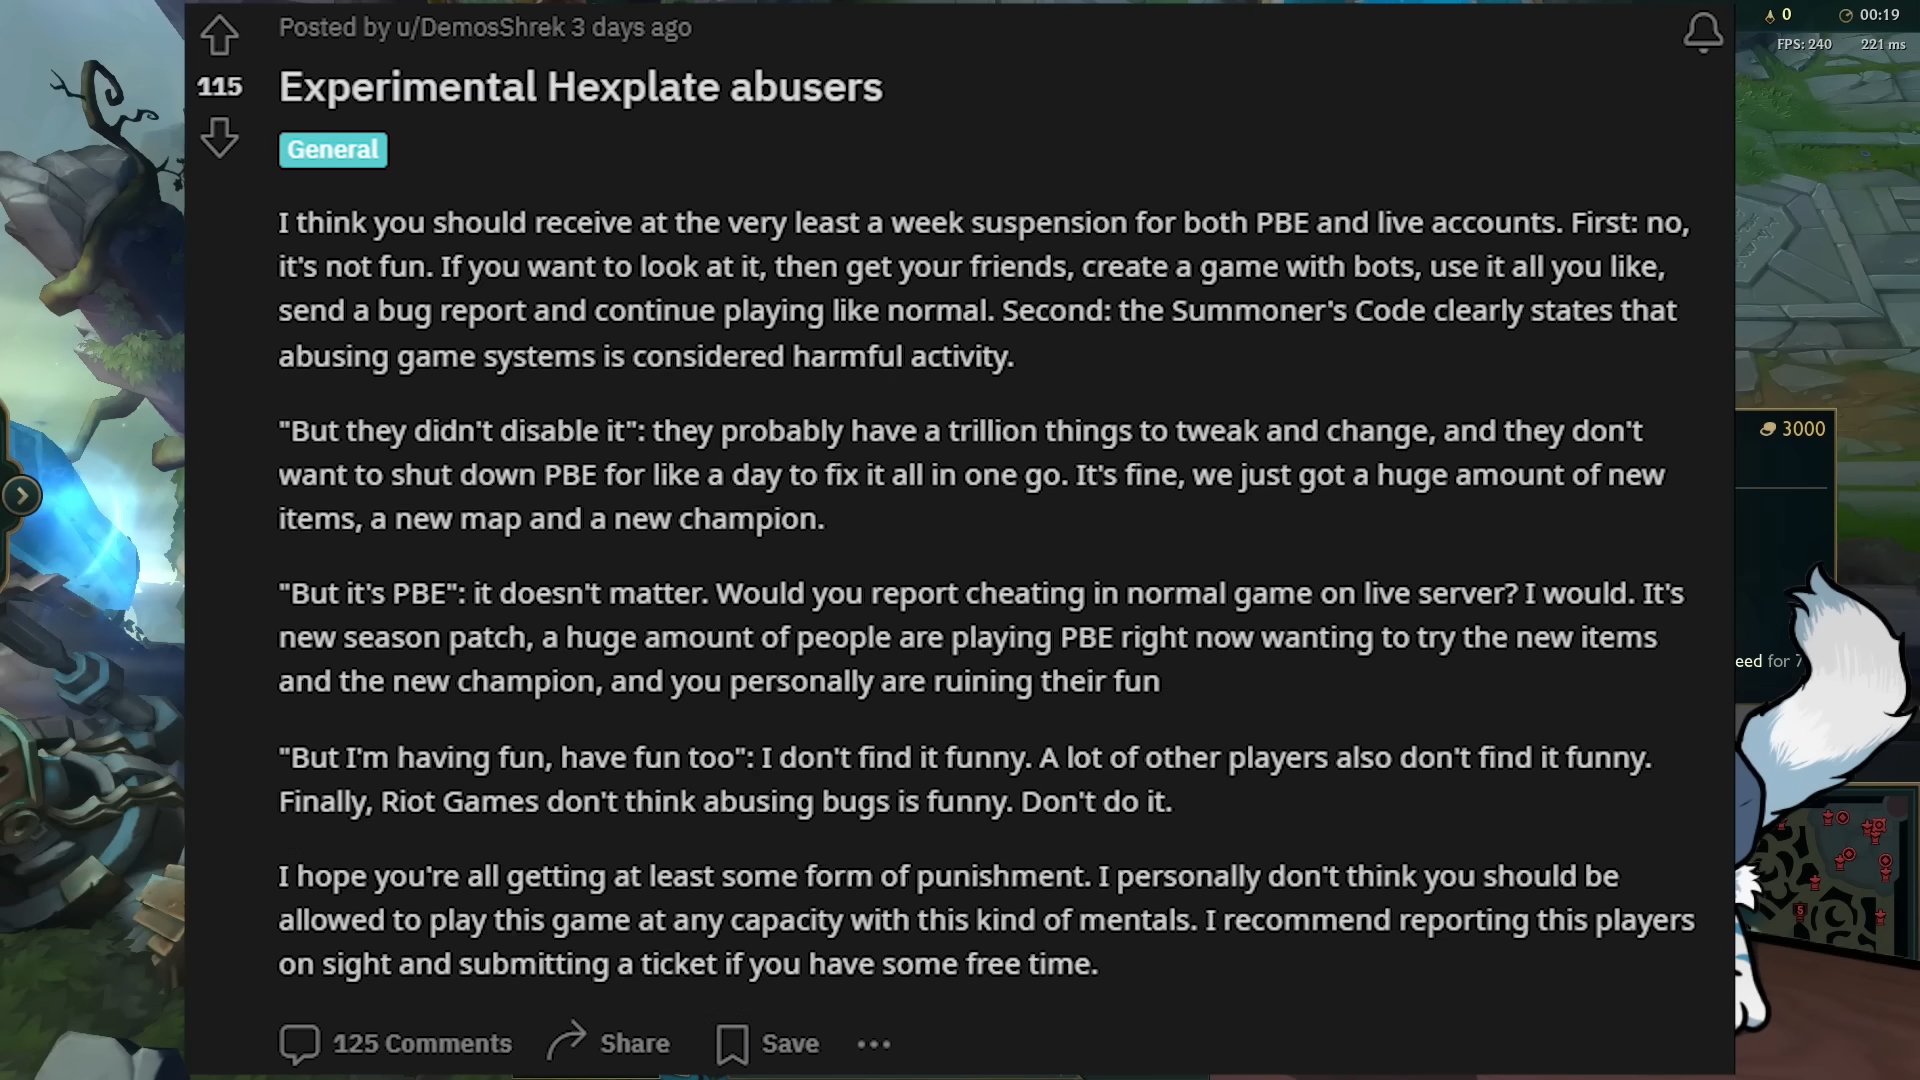 Posted by u/DemosShrek 3 days ago
0
00:19
FPS: 240
221 ms
115
Experimental Hexplate abusers
General
I think you should receive at the very least a week suspension for both PBE and live accounts. First: no,
it's not fun. If you want to look at it, then get your friends, create a game with bots, use it all you like,
send a bug report and continue playing like normal. Second: the Summoner's Code clearly states that
abusing game systems is considered harmful activity.
"But they didn't disable it": they probably have a trillion things to tweak and change, and they don't
want to shut down PBE for like a day to fix it all in one go. It's fine, we just got a huge amount of new
items, a new map and a new champion.
3000
"But it's PBE": it doesn't matter. Would you report cheating in normal game on live server? I would. It's
new season patch, a huge amount of people are playing PBE right now wanting to try the new items
and the new champion, and you personally are ruining their fun
eed for 7
"But I'm having fun, have fun too": I don't find it funny. A lot of other players also don't find it funny.
Finally, Riot Games don't think abusing bugs is funny. Don't do it.
I hope you're all getting at least some form of punishment. I personally don't think you should be
allowed to play this game at any capacity with this kind of mentals. I recommend reporting this players
on sight and submitting a ticket if you have some free time.
5
125 Comments
Share
Save